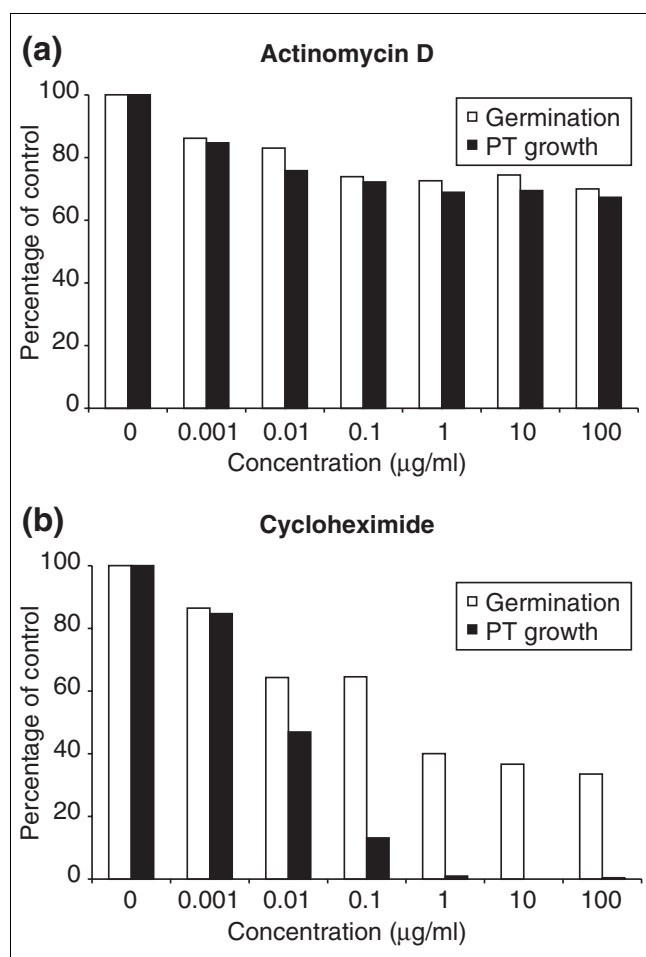 (a)
Actinomycin D
Percentage of control
100
80
60
40
20
0
Germination
PT growth
0 0.001 0.01 0.1 1 10 100
Concentration (μg/ml)
(b)
Cycloheximide
Percentage of control
100
80
60
40
20
0
Germination
PT growth
0 0.001 0.01 0.1 1 10 100
Concentration (μg/ml)